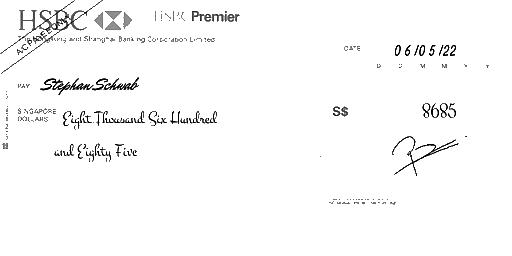 HSBC HSBC Premier
The Hongkong and Shanghai Banking Corporation Limited
A/C PAYEE ONLY
DATE 06/05/22
D D M M Y Y
PAY Stephan Schwab
SINGAPORE DOLLARS Eight Thousand Six Hundred
and Eighty Five
S$ 8685